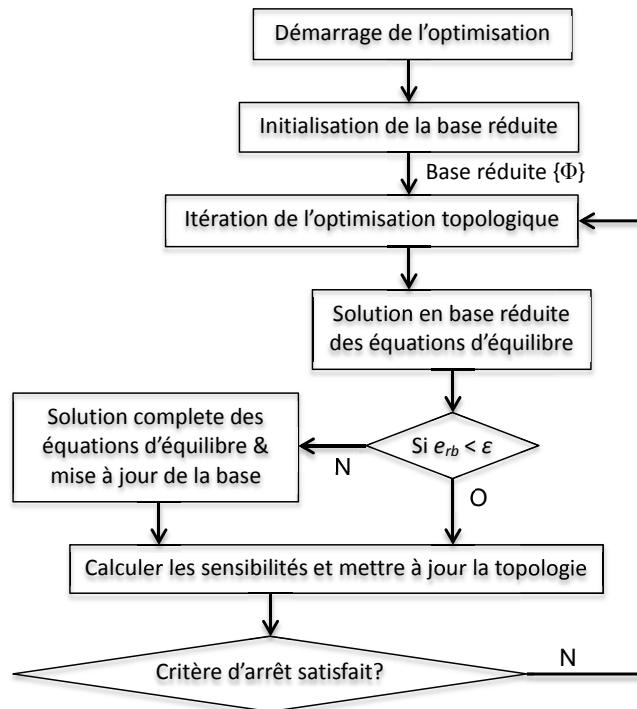 Démarrage de l’optimisation
Initialisation de la base réduite
Base réduite {Φ}
Itération de l’optimisation topologique
Solution en base réduite
des équations d’équilibre
Solution complete des
équations d’équilibre &
mise à jour de la base
N
Si e_rb < ε
O
Calculer les sensibilités et mettre à jour la topologie
Critère d’arrêt satisfait?
N